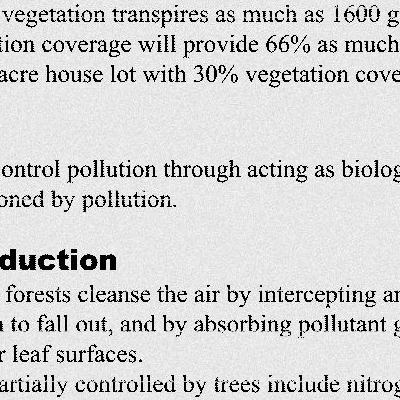 vegetation transpires as much as 1600 g
tion coverage will provide 66% as much
acre house lot with 30% vegetation cove
ontrol pollution through acting as biolog
oned by pollution.
duction
forests cleanse the air by intercepting a
to fall out, and by absorbing pollutant g
r leaf surfaces.
artially controlled by trees include nitrog